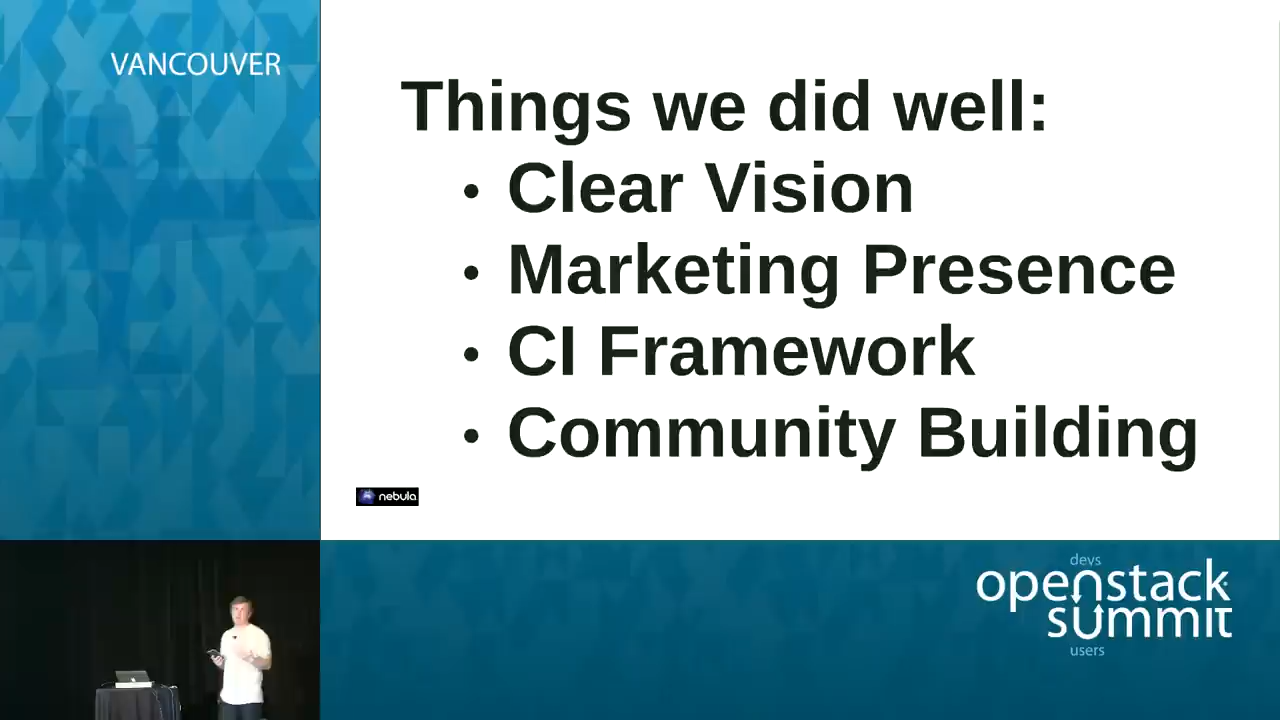 VANCOUVER
Things we did well:
• Clear Vision
• Marketing Presence
• CI Framework
• Community Building
nebula
devs
openstack
summit
users